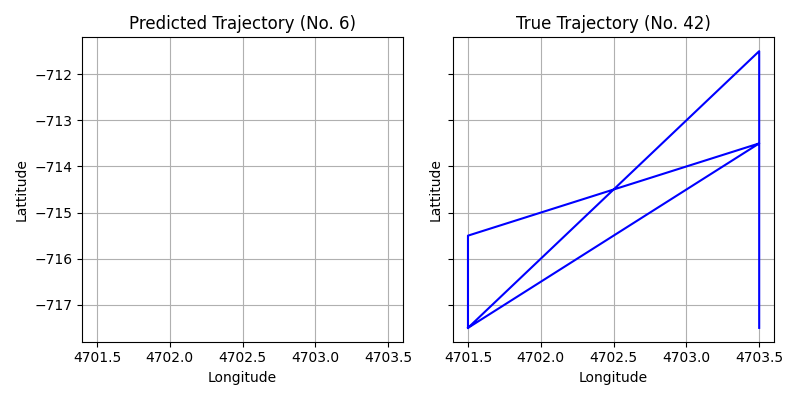 Predicted Trajectory (No. 6)
True Trajectory (No. 42)
−712
−713
−714
−715
−716
−717
Lattitude
Lattitude
4701.5 4702.0 4702.5 4703.0 4703.5
4701.5 4702.0 4702.5 4703.0 4703.5
Longitude
Longitude